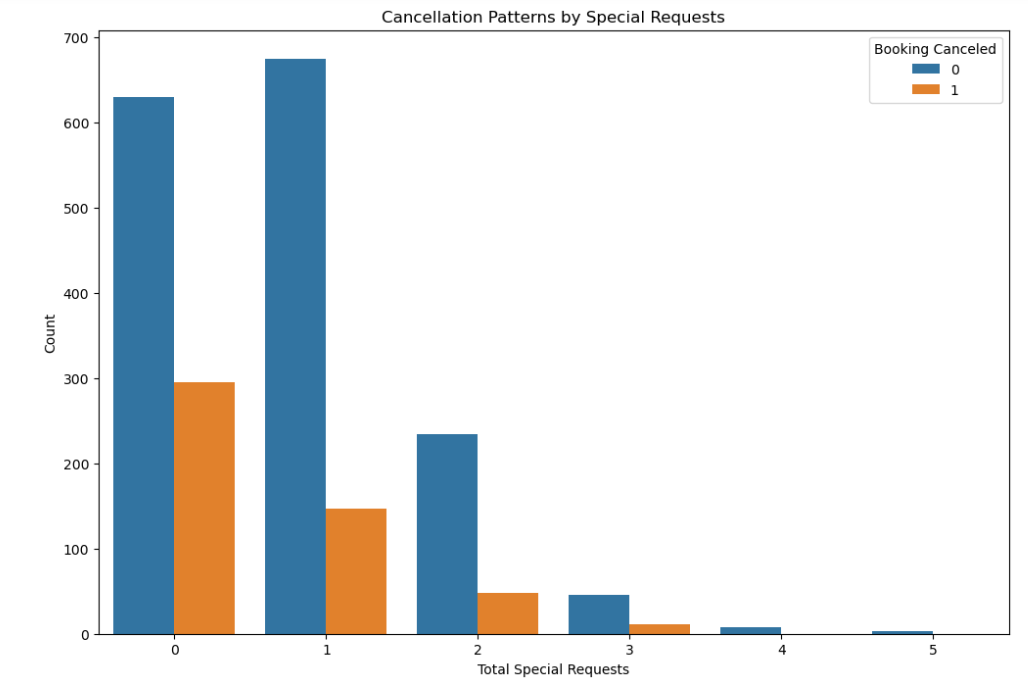 Cancellation Patterns by Special Requests
Booking Canceled
0
1
700
600
500
400
300
200
100
0
Count
0 1 2 3 4 5
Total Special Requests